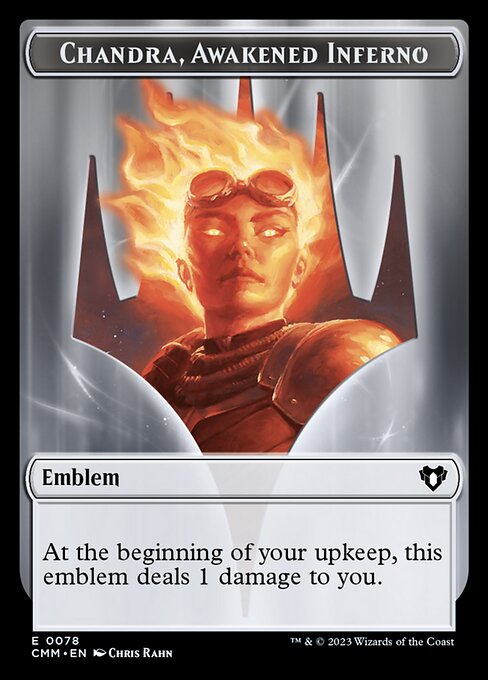 Chandra, Awakened Inferno
Emblem
At the beginning of your upkeep, this
emblem deals 1 damage to you.
E 0078
™ & © 2023 Wizards of the Coast
CMM • EN Chris Rahn